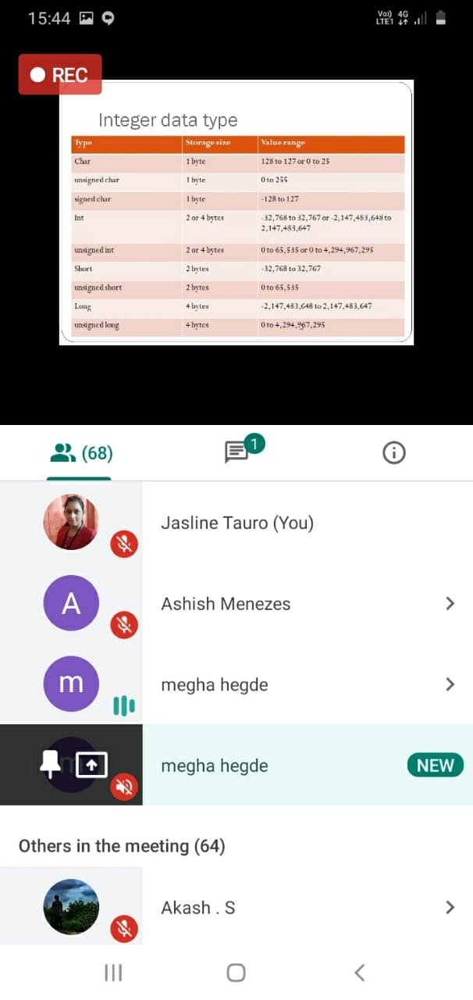 15:44
Vo)) 4G
LTE1
REC
Integer data type
Type Storage size Value range
Char 1 byte 128 to 127 or 0 to 25
unsigned char 1 byte 0 to 255
signed char 1 byte -128 to 127
Int 2 or 4 bytes -32,768 to 32,767 or -2,147,483,648 to
2,147,483,647
unsigned int 2 or 4 bytes 0 to 65,535 or 0 to 4,294,967,295
Short 2 bytes -32,768 to 32,767
unsigned short 2 bytes 0 to 65,535
Long 4 bytes -2,147,483,648 to 2,147,483,647
unsigned long 4 bytes 0 to 4,294,967,295
(68)
1
Jasline Tauro (You)
A
Ashish Menezes
m
megha hegde
m
megha hegde
NEW
Others in the meeting (64)
Akash . S